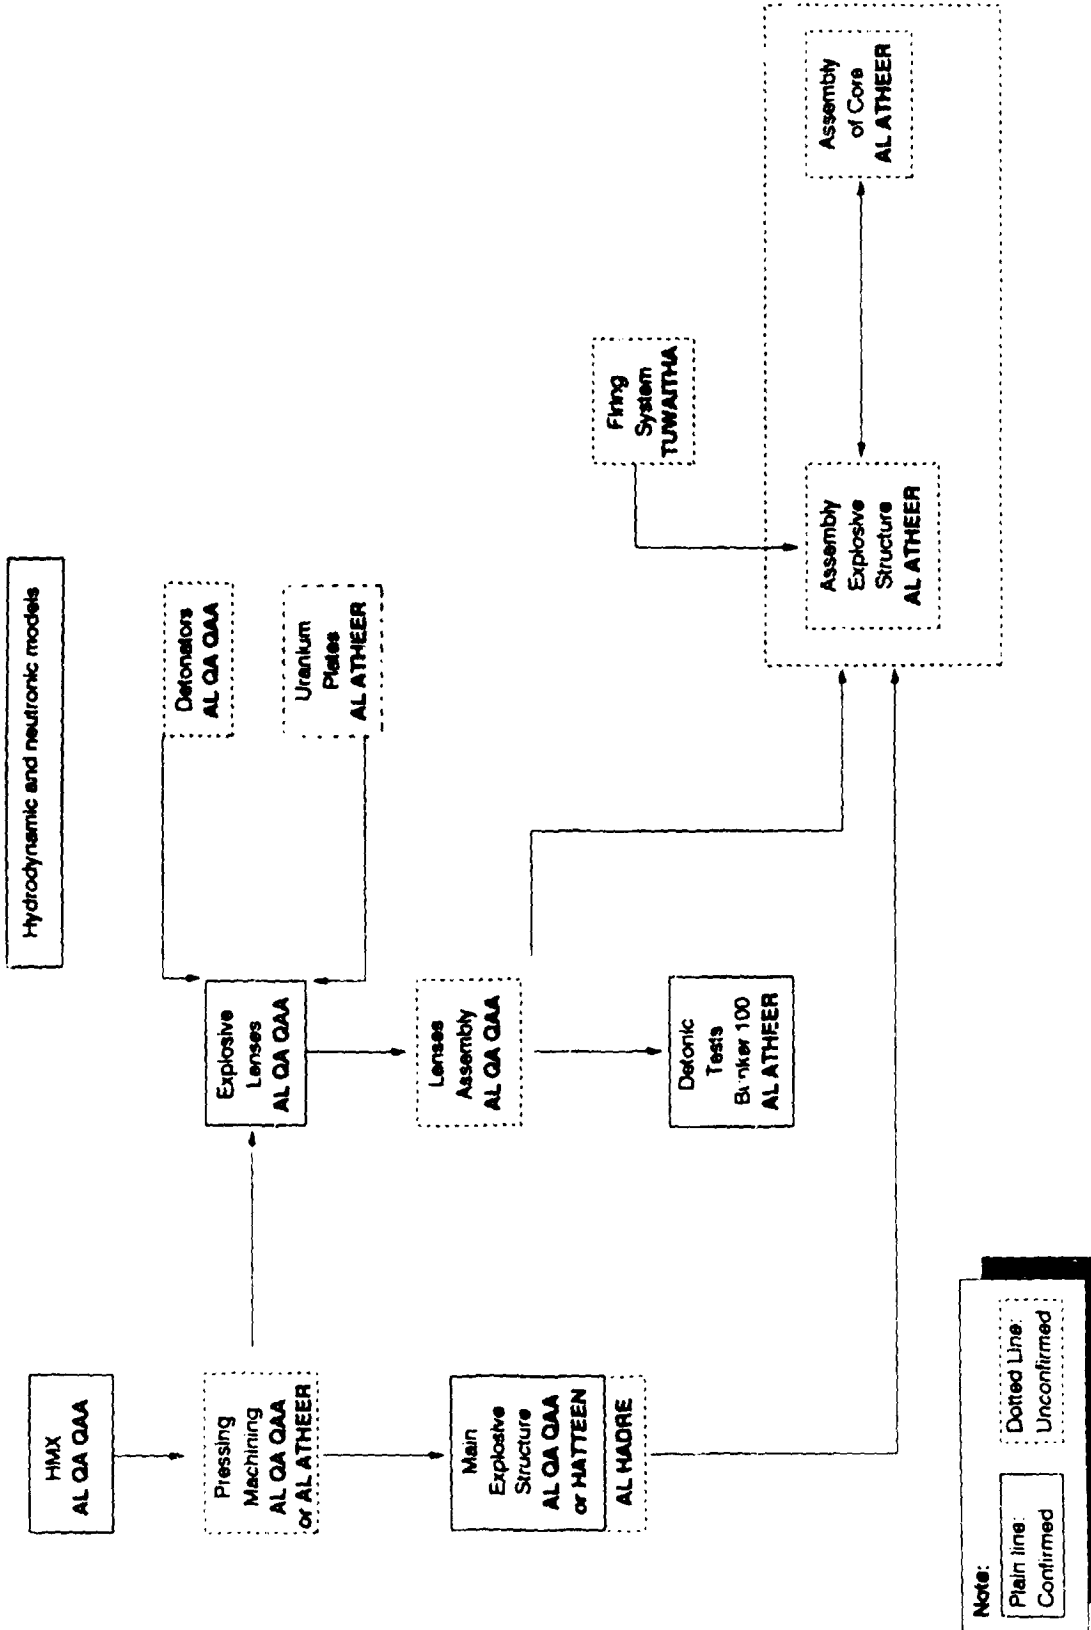 Hydrodynamic and neutronic models
HMX
AL QA QAA
Pressing
Machining
AL QA QAA
or AL ATHEER
Main
Explosive
Structure
AL QA QAA
or HATTEEN
AL HADRE
Explosive
Lenses
AL QA QAA
Detonators
AL QA QAA
Uranium
Plates
AL ATHEER
Lenses
Assembly
AL QA QAA
Detonic
Tests
Bunker 100
AL ATHEER
Firing
System
TUWAITHA
Assembly
Explosive
Structure
AL ATHEER
Assembly
of Core
AL ATHEER
Note:
Plain line:
Confirmed
Dotted Line:
Unconfirmed